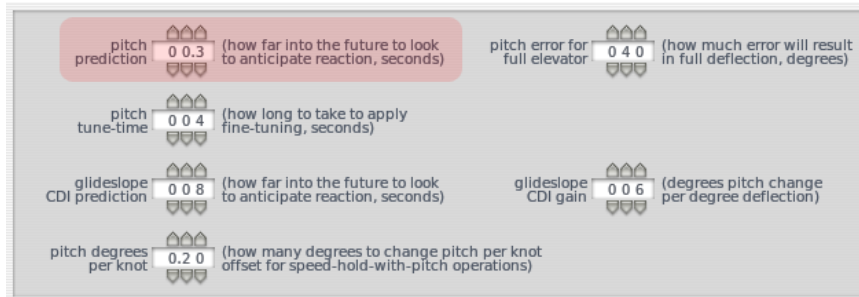 pitch prediction 0 0.3 (how far into the future to look to anticipate reaction, seconds)
pitch error for full elevator 0 4 0 (how much error will result in full deflection, degrees)
pitch tune-time 0 0 4 (how long to take to apply fine-tuning, seconds)
glideslope CDI prediction 0 0 8 (how far into the future to look to anticipate reaction, seconds)
glideslope CDI gain 0 0 6 (degrees pitch change per degree deflection)
pitch degrees per knot 0.2 0 (how many degrees to change pitch per knot offset for speed-hold-with-pitch operations)